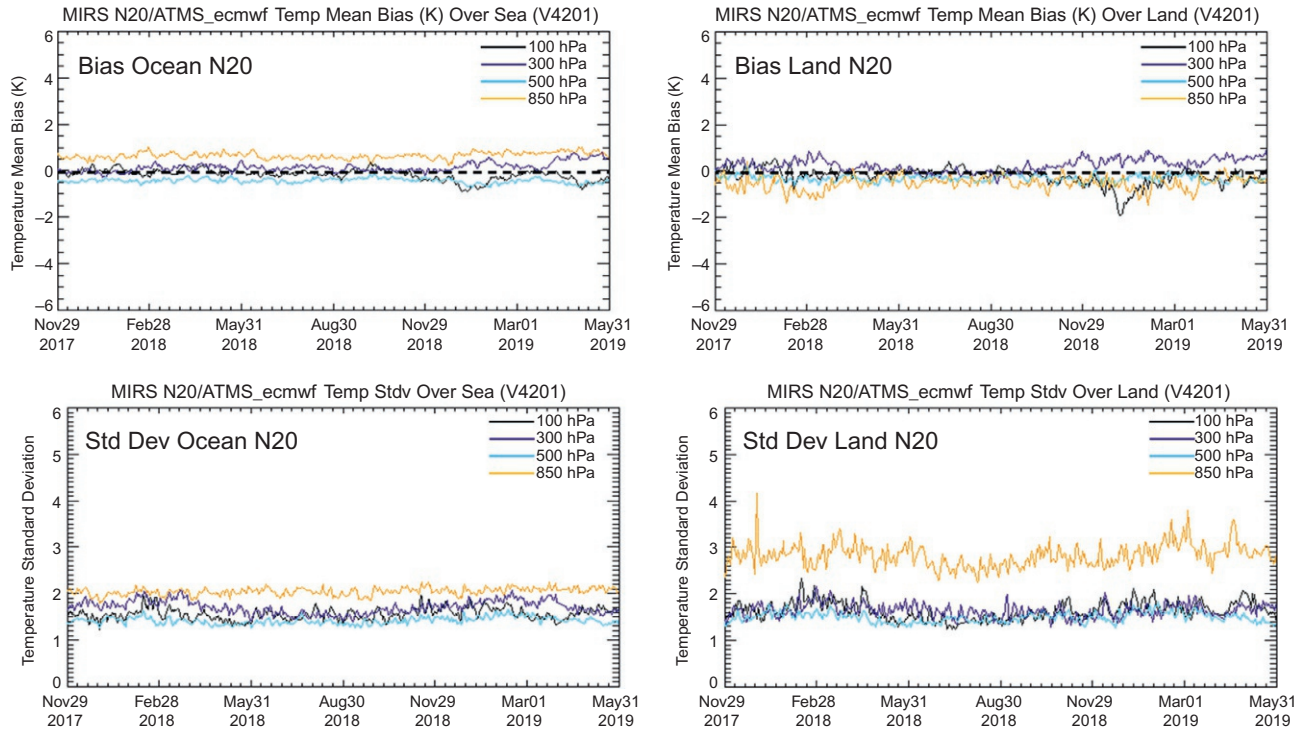 MIRS N20/ATMS_ecmwf Temp Mean Bias (K) Over Sea (V4201)
Bias Ocean N20
100 hPa
300 hPa
500 hPa
850 hPa
Temperature Mean Bias (K)
6
4
2
0
−2
−4
−6
Nov29 Feb28 May31 Aug30 Nov29 Mar01 May31
2017 2018 2018 2018 2018 2019 2019
MIRS N20/ATMS_ecmwf Temp Mean Bias (K) Over Land (V4201)
Bias Land N20
100 hPa
300 hPa
500 hPa
850 hPa
Temperature Mean Bias (K)
6
4
2
0
−2
−4
−6
Nov29 Feb28 May31 Aug30 Nov29 Mar01 May31
2017 2018 2018 2018 2018 2019 2019
MIRS N20/ATMS_ecmwf Temp Stdv Over Sea (V4201)
Std Dev Ocean N20
100 hPa
300 hPa
500 hPa
850 hPa
Temperature Standard Deviation
6
5
4
3
2
1
0
Nov29 Feb28 May31 Aug30 Nov29 Mar01 May31
2017 2018 2018 2018 2018 2019 2019
MIRS N20/ATMS_ecmwf Temp Stdv Over Land (V4201)
Std Dev Land N20
100 hPa
300 hPa
500 hPa
850 hPa
Temperature Standard Deviation
6
5
4
3
2
1
0
Nov29 Feb28 May31 Aug30 Nov29 Mar01 May31
2017 2018 2018 2018 2018 2019 2019